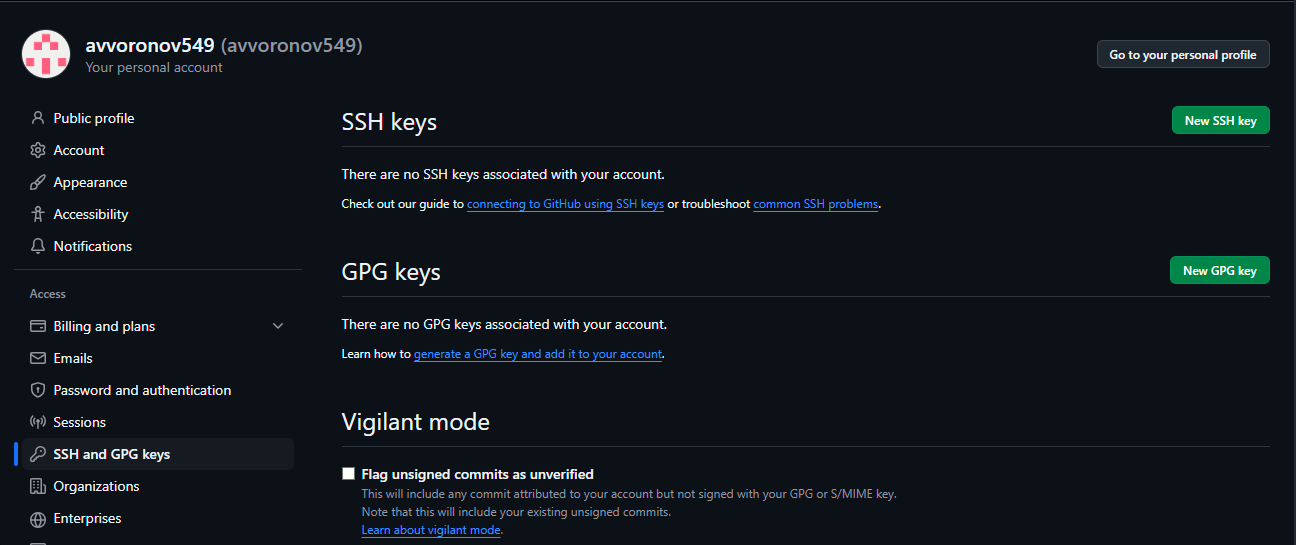 avvoronov549 (avvoronov549)
Your personal account
Go to your personal profile
Public profile
Account
Appearance
Accessibility
Notifications
Access
Billing and plans
Emails
Password and authentication
Sessions
SSH and GPG keys
Organizations
Enterprises
SSH keys
New SSH key
There are no SSH keys associated with your account.
Check out our guide to connecting to GitHub using SSH keys or troubleshoot common SSH problems.
GPG keys
New GPG key
There are no GPG keys associated with your account.
Learn how to generate a GPG key and add it to your account.
Vigilant mode
Flag unsigned commits as unverified
This will include any commit attributed to your account but not signed with your GPG or S/MIME key.
Note that this will include your existing unsigned commits.
Learn about vigilant mode.